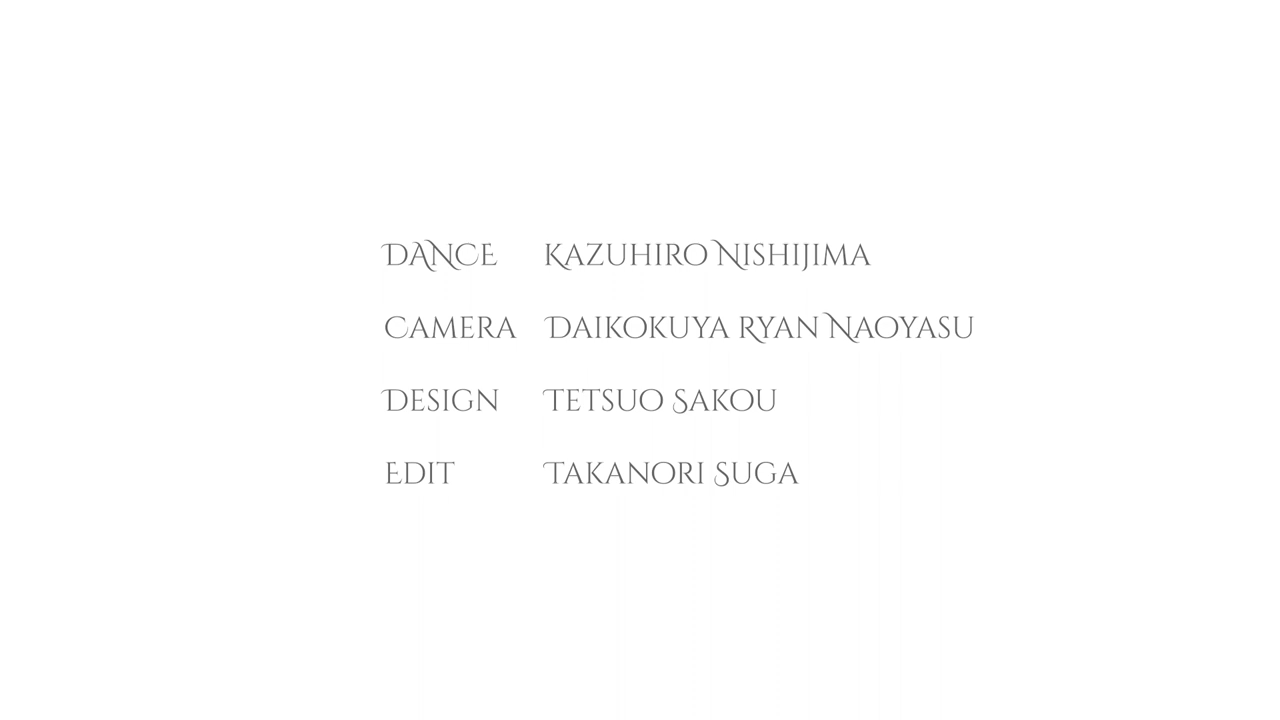 DANCE KAZUHIRO NISHIJIMA
CAMERA DAIKOKUYA RYAN NAOYASU
DESIGN TETSUO SAKOU
EDIT TAKANORI SUGA